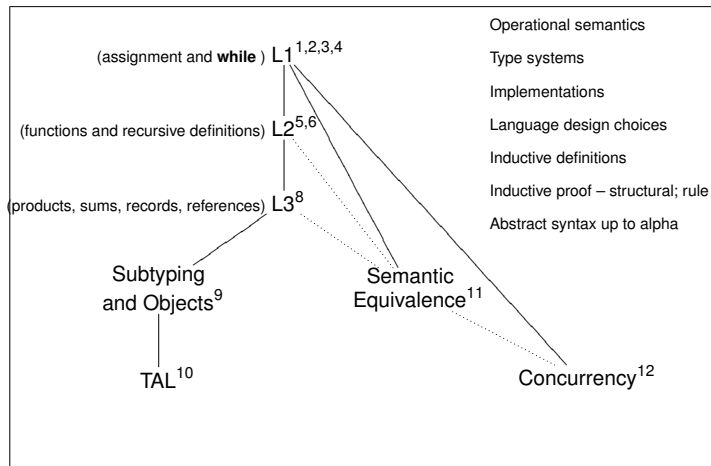 (assignment and while ) L1 1,2,3,4
(functions and recursive definitions) L2 5,6
(products, sums, records, references) L3 8
Subtyping
and Objects 9
Semantic
Equivalence 11
TAL 10
Concurrency 12
Operational semantics
Type systems
Implementations
Language design choices
Inductive definitions
Inductive proof – structural; rule
Abstract syntax up to alpha